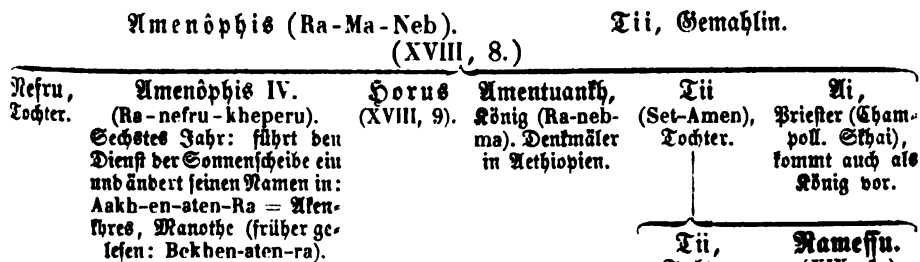 Amenôphis (Ra-Ma-Neb). Tii, Gemahlin.
(XVIII, 8.)
Nefru,
Tochter.
Amenôphis IV.
(Ra-nefru-kheperu).
Sechstes Jahr: führt den
Dienst der Sonnenscheibe ein
und ändert seinen Namen in:
Aakh-en-aten-Ra = Aken-
khres, Manothe (früher ge-
lesen: Bekhen-aten-ra).
Horus
(XVIII, 9).
Amentuankh,
König (Ra-neb-
ma). Denkmäler
in Aethiopien.
Tii
(Set-Amen),
Tochter.
Ai,
Priester (Cham-
poll. Skhai),
kommt auch als
König vor.
Tii,
Ramessu.